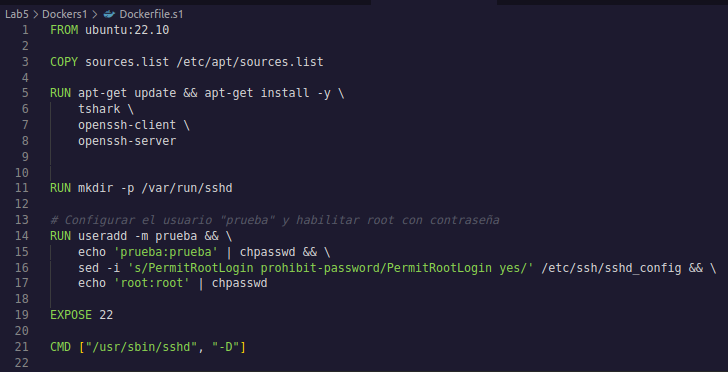 Lab5 > Dockers1 > Dockerfile.s1
1 FROM ubuntu:22.10
2
3 COPY sources.list /etc/apt/sources.list
4
5 RUN apt-get update && apt-get install -y \
6 tshark \
7 openssh-client \
8 openssh-server
9
10
11 RUN mkdir -p /var/run/sshd
12
13 # Configurar el usuario "prueba" y habilitar root con contraseña
14 RUN useradd -m prueba && \
15 echo 'prueba:prueba' | chpasswd && \
16 sed -i 's/PermitRootLogin prohibit-password/PermitRootLogin yes/' /etc/ssh/sshd_config && \
17 echo 'root:root' | chpasswd
18
19 EXPOSE 22
20
21 CMD ["/usr/sbin/sshd", "-D"]
22